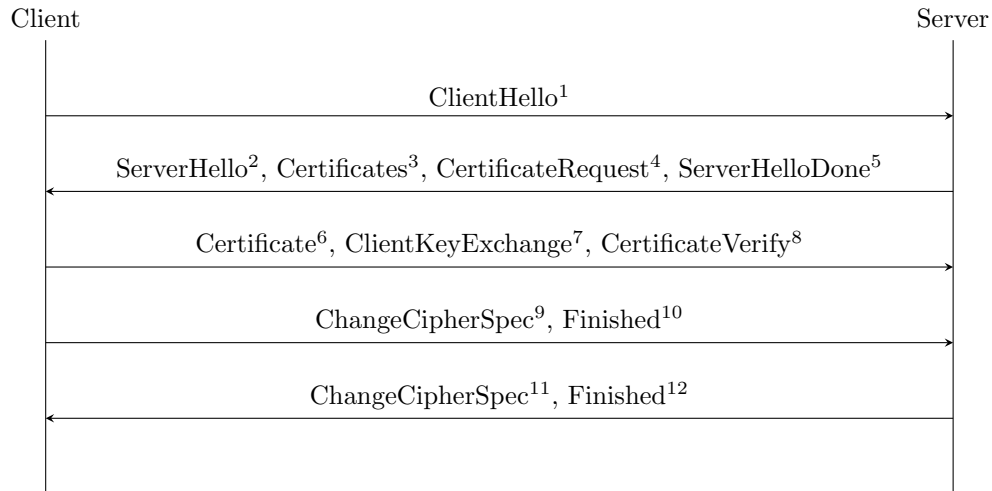 Client Server
ClientHello¹
ServerHello², Certificates³, CertificateRequest⁴, ServerHelloDone⁵
Certificate⁶, ClientKeyExchange⁷, CertificateVerify⁸
ChangeCipherSpec⁹, Finished¹⁰
ChangeCipherSpec¹¹, Finished¹²